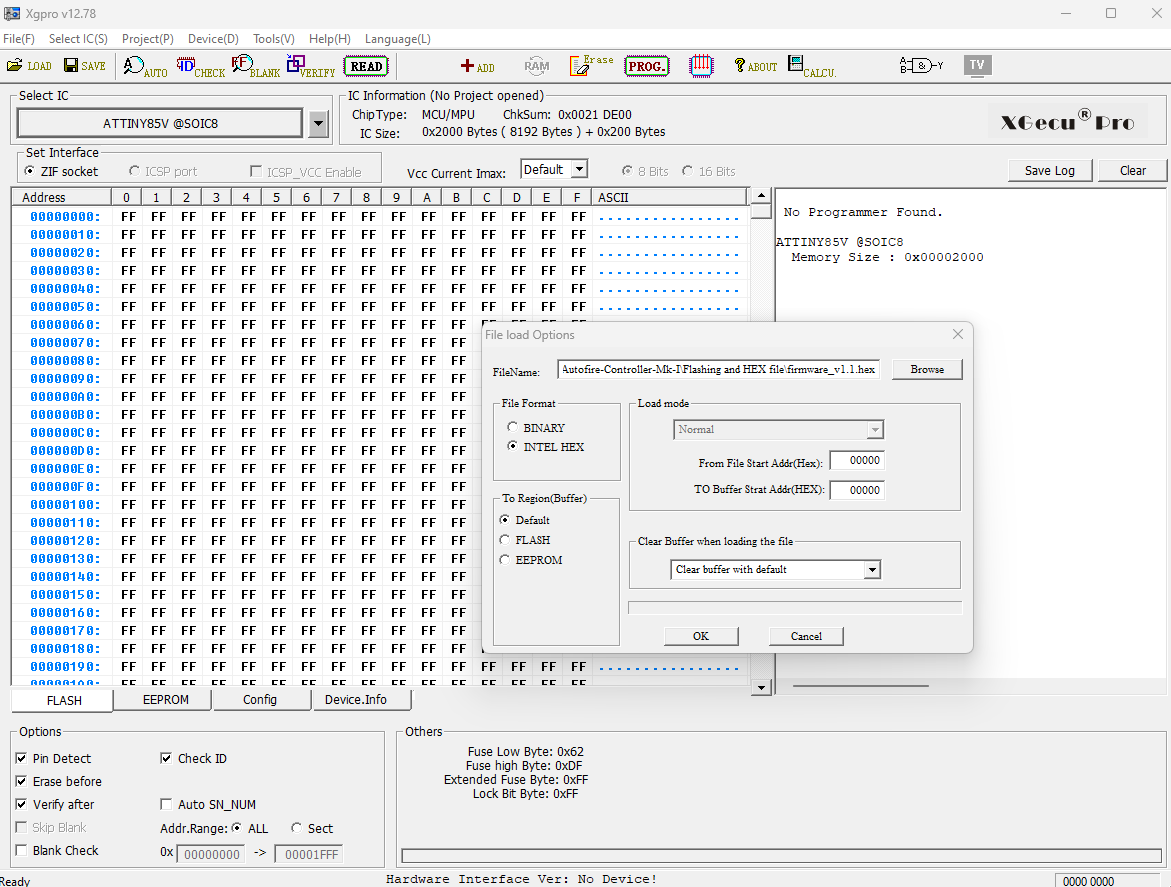 Xgpro v12.78
File(F) Select IC(S) Project(P) Device(D) Tools(V) Help(H) Language(L)
LOAD SAVE AUTO CHECK BLANK VERIFY READ ADD RAM Erase PROG. ABOUT CALCU. A B & Y TV
Select IC
ATTINY85V @SOIC8
IC Information (No Project opened)
ChipType: MCU/MPU ChkSum: 0x0021 DE00
IC Size: 0x2000 Bytes ( 8192 Bytes ) + 0x200 Bytes
XGecu® Pro
Set Interface
ZIF socket ICSP port ICSP_VCC Enable
Vcc Current Imax: Default 8 Bits 16 Bits
Save Log Clear
Address 0 1 2 3 4 5 6 7 8 9 A B C D E F ASCII
00000000: FF FF FF FF FF FF FF FF FF FF FF FF FF FF FF FF ................
00000010: FF FF FF FF FF FF FF FF FF FF FF FF FF FF FF FF ................
00000020: FF FF FF FF FF FF FF FF FF FF FF FF FF FF FF FF ................
00000030: FF FF FF FF FF FF FF FF FF FF FF FF FF FF FF FF ................
00000040: FF FF FF FF FF FF FF FF FF FF FF FF FF FF FF FF ................
00000050: FF FF FF FF FF FF FF FF FF FF FF FF FF FF FF FF ................
00000060: FF FF FF FF FF FF FF FF FF FF FF FF FF FF FF FF
00000070: FF FF FF FF FF FF FF FF FF FF FF FF
00000080: FF FF FF FF FF FF FF FF FF FF FF FF
00000090: FF FF FF FF FF FF FF FF FF FF FF FF
000000A0: FF FF FF FF FF FF FF FF FF FF FF FF
000000B0: FF FF FF FF FF FF FF FF FF FF FF FF
000000C0: FF FF FF FF FF FF FF FF FF FF FF FF
000000D0: FF FF FF FF FF FF FF FF FF FF FF FF
000000E0: FF FF FF FF FF FF FF FF FF FF FF FF
000000F0: FF FF FF FF FF FF FF FF FF FF FF FF
00000100: FF FF FF FF FF FF FF FF FF FF FF FF
00000110: FF FF FF FF FF FF FF FF FF FF FF FF
00000120: FF FF FF FF FF FF FF FF FF FF FF FF
00000130: FF FF FF FF FF FF FF FF FF FF FF FF
00000140: FF FF FF FF FF FF FF FF FF FF FF FF
00000150: FF FF FF FF FF FF FF FF FF FF FF FF
00000160: FF FF FF FF FF FF FF FF FF FF FF FF
00000170: FF FF FF FF FF FF FF FF FF FF FF FF
00000180: FF FF FF FF FF FF FF FF FF FF FF FF
00000190: FF FF FF FF FF FF FF FF FF FF FF FF FF FF FF FF ................
000001A0: FF FF FF FF FF FF FF FF FF FF FF FF FF FF FF FF
No Programmer Found.
ATTINY85V @SOIC8
Memory Size : 0x00002000
File load Options
FileName: Autofire-Controller-Mk-I\Flashing and HEX file\firmware_v1.1.hex Browse
File Format
BINARY
INTEL HEX
Load mode
Normal
From File Start Addr(Hex): 00000
TO Buffer Strat Addr(HEX): 00000
To Region(Buffer)
Default
FLASH
EEPROM
Clear Buffer when loading the file
Clear buffer with default
OK Cancel
FLASH EEPROM Config Device.Info
Options
Pin Detect Check ID
Erase before
Verify after Auto SN_NUM
Skip Blank Addr.Range: ALL Sect
Blank Check 0x 00000000 -> 00001FFF
Others
Fuse Low Byte: 0x62
Fuse high Byte: 0xDF
Extended Fuse Byte: 0xFF
Lock Bit Byte: 0xFF
Ready Hardware Interface Ver: No Device! 0000 0000